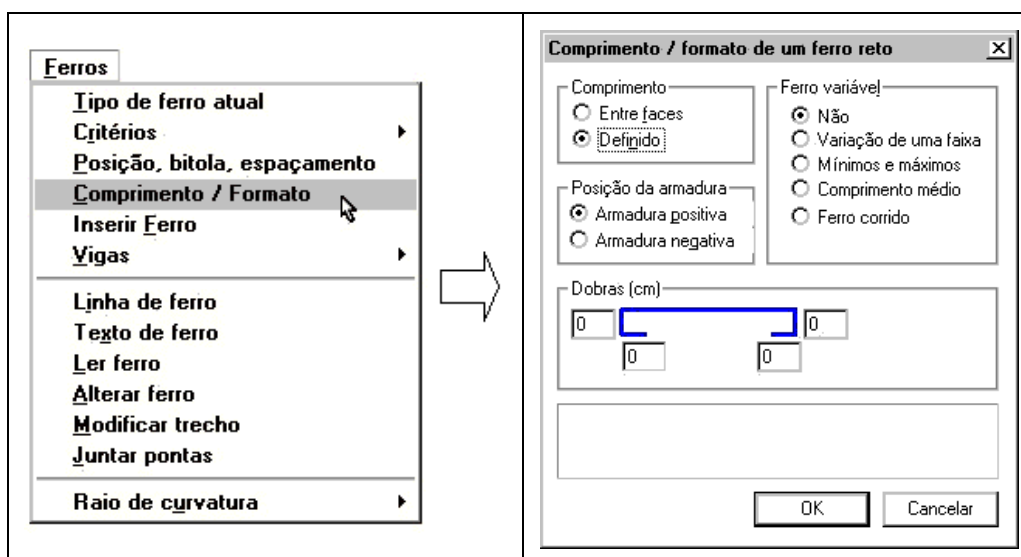 Ferros
Tipo de ferro atual
Critérios
Posição, bitola, espaçamento
Comprimento / Formato
Inserir Ferro
Vigas
Linha de ferro
Texto de ferro
Ler ferro
Alterar ferro
Modificar trecho
Juntar pontas
Raio de curvatura
Comprimento / formato de um ferro reto
Comprimento
Entre faces
Definido
Posição da armadura
Armadura positiva
Armadura negativa
Ferro variável
Não
Variação de uma faixa
Mínimos e máximos
Comprimento médio
Ferro corrido
Dobras (cm)
0 0
0 0
OK Cancelar